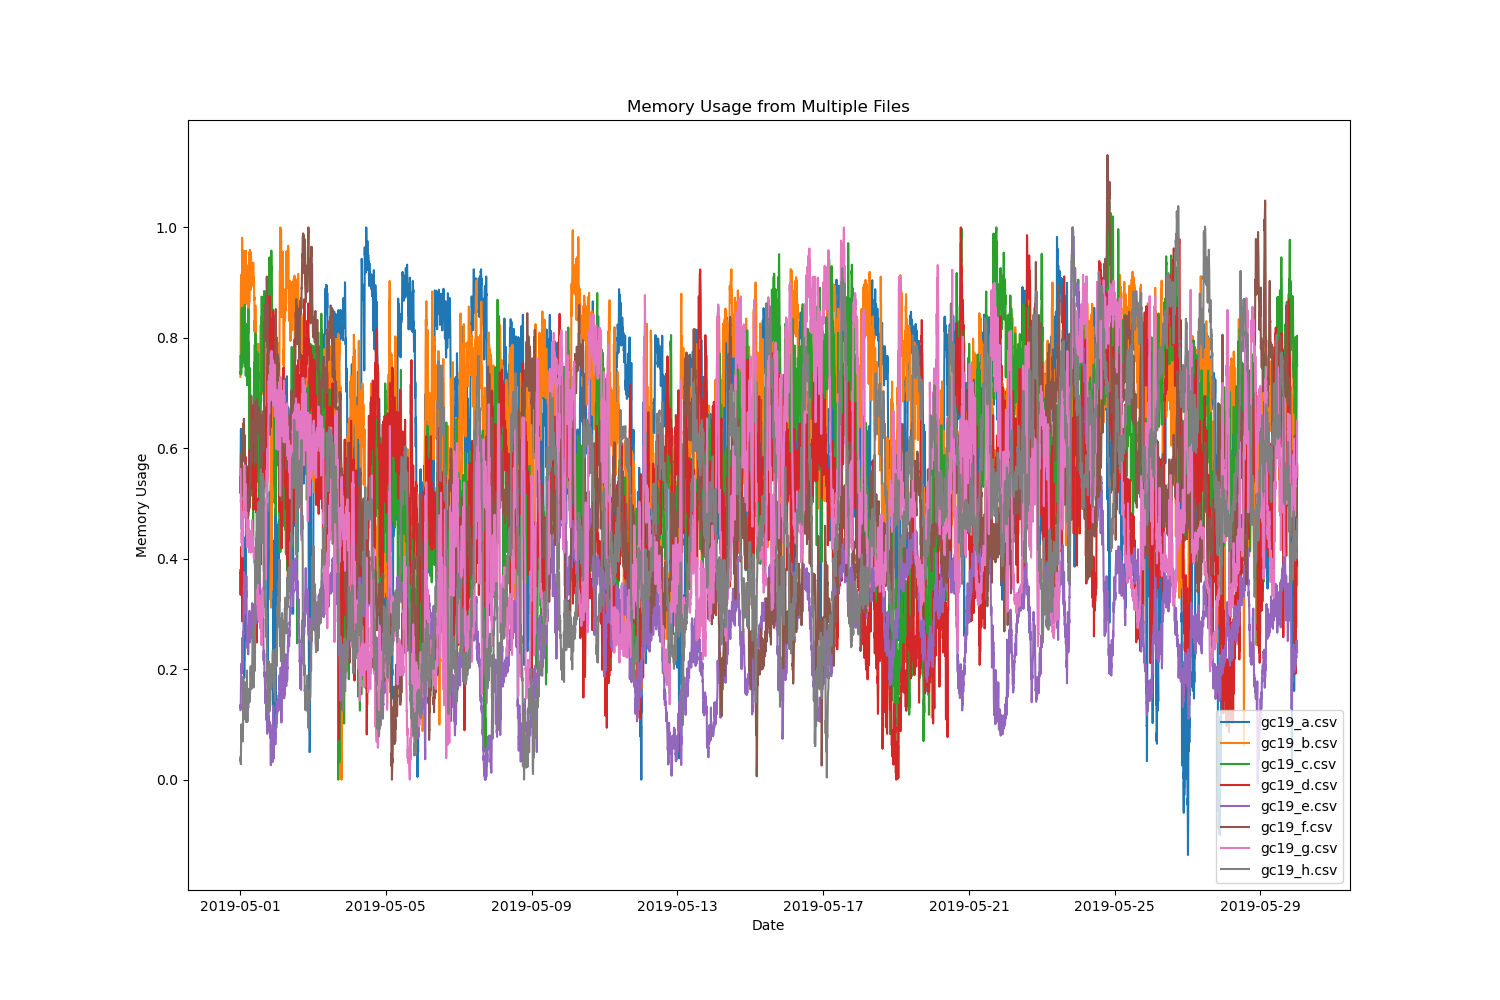 Memory Usage from Multiple Files
Memory Usage
1.0
0.8
0.6
0.4
0.2
0.0
gc19_a.csv
gc19_b.csv
gc19_c.csv
gc19_d.csv
gc19_e.csv
gc19_f.csv
gc19_g.csv
gc19_h.csv
2019-05-01 2019-05-05 2019-05-09 2019-05-13 2019-05-17 2019-05-21 2019-05-25 2019-05-29
Date